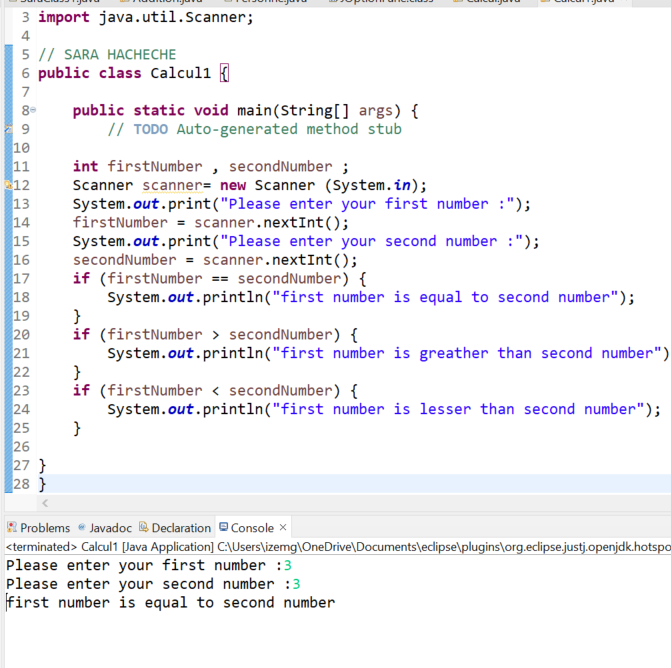 Calcul1.java
3 import java.util.Scanner;
4
5 // SARA HACHECHE
6 public class Calcul1 {
7
8 public static void main(String[] args) {
9 // TODO Auto-generated method stub
10
11 int firstNumber , secondNumber ;
12 Scanner scanner= new Scanner (System.in);
13 System.out.print("Please enter your first number :");
14 firstNumber = scanner.nextInt();
15 System.out.print("Please enter your second number :");
16 secondNumber = scanner.nextInt();
17 if (firstNumber == secondNumber) {
18 System.out.println("first number is equal to second number");
19 }
20 if (firstNumber > secondNumber) {
21 System.out.println("first number is greather than second number")
22 }
23 if (firstNumber < secondNumber) {
24 System.out.println("first number is lesser than second number");
25 }
26
27 }
28 }
Problems Javadoc Declaration Console
<terminated> Calcul1 [Java Application] C:\Users\izemg\OneDrive\Documents\eclipse\plugins\org.eclipse.justj.openjdk.hotspo
Please enter your first number :3
Please enter your second number :3
first number is equal to second number